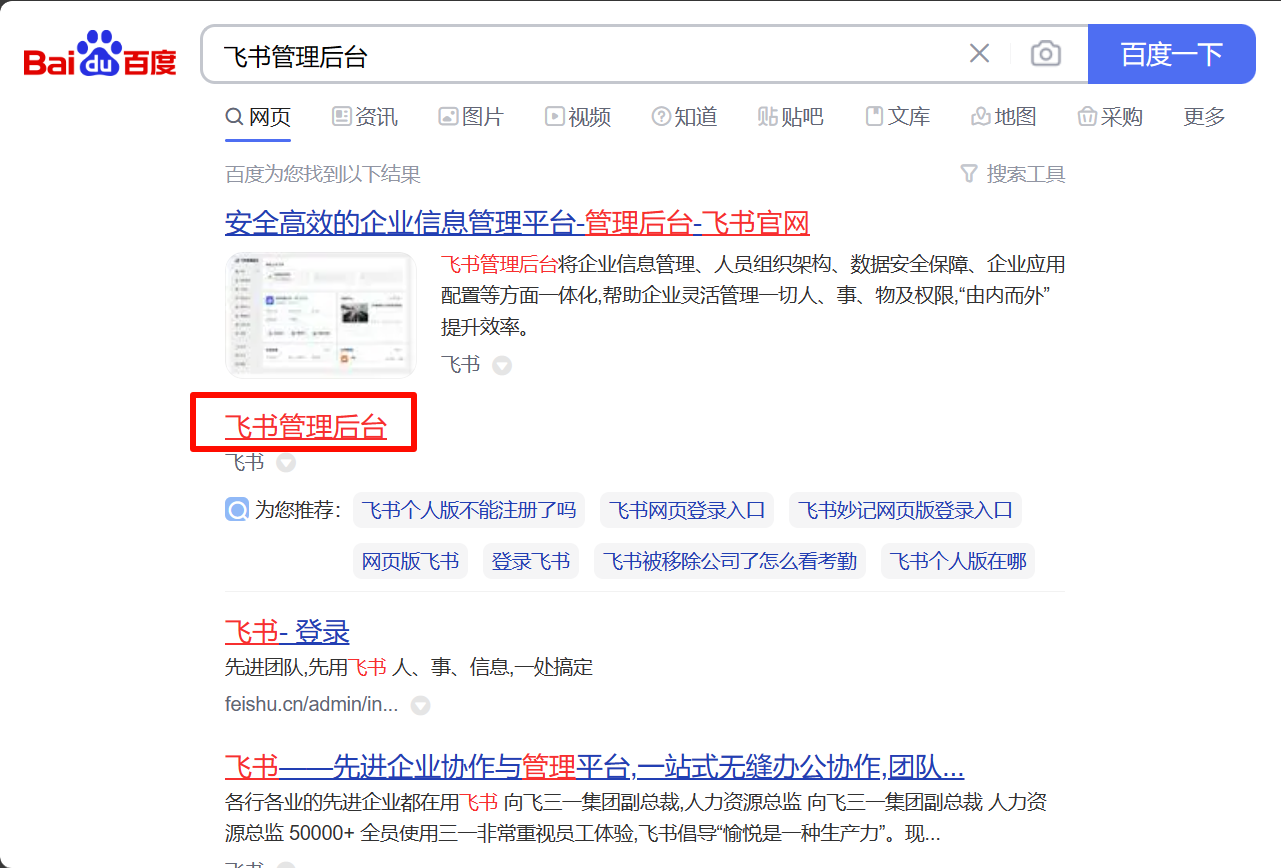 Bai du 百度
飞书管理后台
百度一下
网页 资讯 图片 视频 知道 贴吧 文库 地图 采购 更多
百度为您找到以下结果
搜索工具
安全高效的企业信息管理平台-管理后台-飞书官网
飞书管理后台将企业信息管理、人员组织架构、数据安全保障、企业应用
配置等方面一体化,帮助企业灵活管理一切人、事、物及权限,“由内而外”
提升效率。
飞书
飞书管理后台
飞书
为您推荐:
飞书个人版不能注册了吗 飞书网页登录入口 飞书妙记网页版登录入口
网页版飞书 登录飞书 飞书被移除公司了怎么看考勤 飞书个人版在哪
飞书- 登录
先进团队,先用飞书 人、事、信息,一处搞定
feishu.cn/admin/in...
飞书——先进企业协作与管理平台,一站式无缝办公协作,团队...
各行各业的先进企业都在用飞书 向飞三一集团副总裁,人力资源总监 向飞三一集团副总裁 人力资
源总监 50000+ 全员使用三一非常重视员工体验,飞书倡导“愉悦是一种生产力”。现...